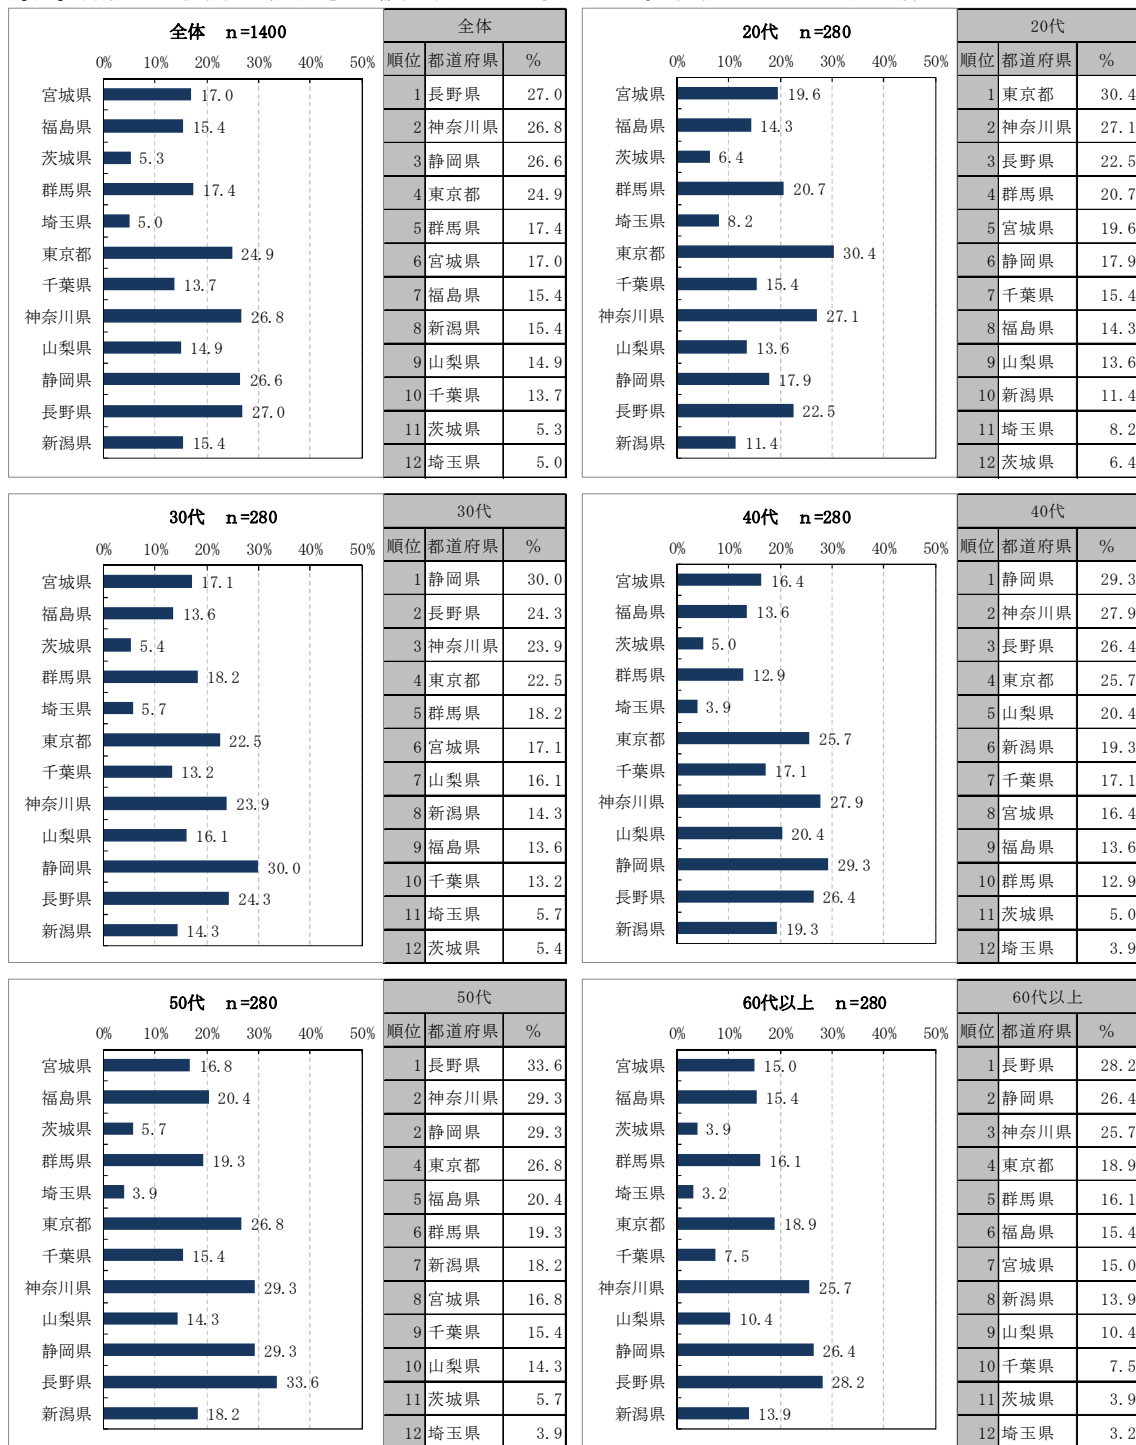 全体 n=1400
0% 10% 20% 30% 40% 50%
宮城県 17.0
福島県 15.4
茨城県 5.3
群馬県 17.4
埼玉県 5.0
東京都 24.9
千葉県 13.7
神奈川県 26.8
山梨県 14.9
静岡県 26.6
長野県 27.0
新潟県 15.4
全体
順位 都道府県 %
1 長野県 27.0
2 神奈川県 26.8
3 静岡県 26.6
4 東京都 24.9
5 群馬県 17.4
6 宮城県 17.0
7 福島県 15.4
8 新潟県 15.4
9 山梨県 14.9
10 千葉県 13.7
11 茨城県 5.3
12 埼玉県 5.0
20代 n=280
0% 10% 20% 30% 40% 50%
宮城県 19.6
福島県 14.3
茨城県 6.4
群馬県 20.7
埼玉県 8.2
東京都 30.4
千葉県 15.4
神奈川県 27.1
山梨県 13.6
静岡県 17.9
長野県 22.5
新潟県 11.4
20代
順位 都道府県 %
1 東京都 30.4
2 神奈川県 27.1
3 長野県 22.5
4 群馬県 20.7
5 宮城県 19.6
6 静岡県 17.9
7 千葉県 15.4
8 福島県 14.3
9 山梨県 13.6
10 新潟県 11.4
11 埼玉県 8.2
12 茨城県 6.4
30代 n=280
0% 10% 20% 30% 40% 50%
宮城県 17.1
福島県 13.6
茨城県 5.4
群馬県 18.2
埼玉県 5.7
東京都 22.5
千葉県 13.2
神奈川県 23.9
山梨県 16.1
静岡県 30.0
長野県 24.3
新潟県 14.3
30代
順位 都道府県 %
1 静岡県 30.0
2 長野県 24.3
3 神奈川県 23.9
4 東京都 22.5
5 群馬県 18.2
6 宮城県 17.1
7 山梨県 16.1
8 新潟県 14.3
9 福島県 13.6
10 千葉県 13.2
11 埼玉県 5.7
12 茨城県 5.4
40代 n=280
0% 10% 20% 30% 40% 50%
宮城県 16.4
福島県 13.6
茨城県 5.0
群馬県 12.9
埼玉県 3.9
東京都 25.7
千葉県 17.1
神奈川県 27.9
山梨県 20.4
静岡県 29.3
長野県 26.4
新潟県 19.3
40代
順位 都道府県 %
1 静岡県 29.3
2 神奈川県 27.9
3 長野県 26.4
4 東京都 25.7
5 山梨県 20.4
6 新潟県 19.3
7 千葉県 17.1
8 宮城県 16.4
9 福島県 13.6
10 群馬県 12.9
11 茨城県 5.0
12 埼玉県 3.9
50代 n=280
0% 10% 20% 30% 40% 50%
宮城県 16.8
福島県 20.4
茨城県 5.7
群馬県 19.3
埼玉県 3.9
東京都 26.8
千葉県 15.4
神奈川県 29.3
山梨県 14.3
静岡県 29.3
長野県 33.6
新潟県 18.2
50代
順位 都道府県 %
1 長野県 33.6
2 神奈川県 29.3
2 静岡県 29.3
4 東京都 26.8
5 福島県 20.4
6 群馬県 19.3
7 新潟県 18.2
8 宮城県 16.8
9 千葉県 15.4
10 山梨県 14.3
11 茨城県 5.7
12 埼玉県 3.9
60代以上 n=280
0% 10% 20% 30% 40% 50%
宮城県 15.0
福島県 15.4
茨城県 3.9
群馬県 16.1
埼玉県 3.2
東京都 18.9
千葉県 7.5
神奈川県 25.7
山梨県 10.4
静岡県 26.4
長野県 28.2
新潟県 13.9
60代以上
順位 都道府県 %
1 長野県 28.2
2 静岡県 26.4
3 神奈川県 25.7
4 東京都 18.9
5 群馬県 16.1
6 福島県 15.4
7 宮城県 15.0
8 新潟県 13.9
9 山梨県 10.4
10 千葉県 7.5
11 茨城県 3.9
12 埼玉県 3.2